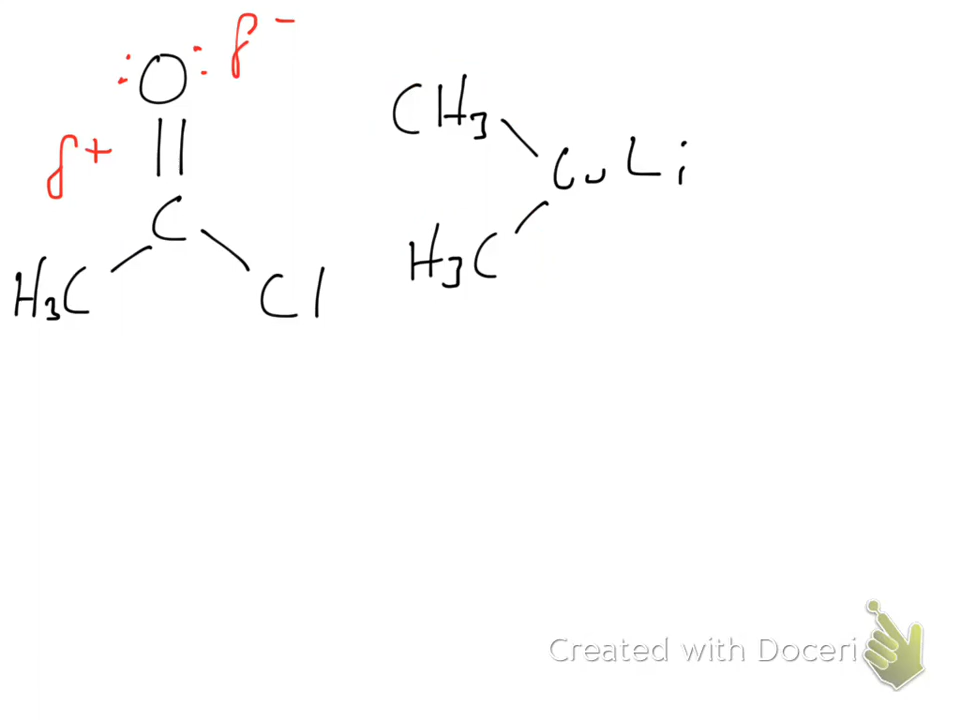 :O: δ-
δ+
C
H3C Cl
CH3
CuLi
H3C
Created with Doceri